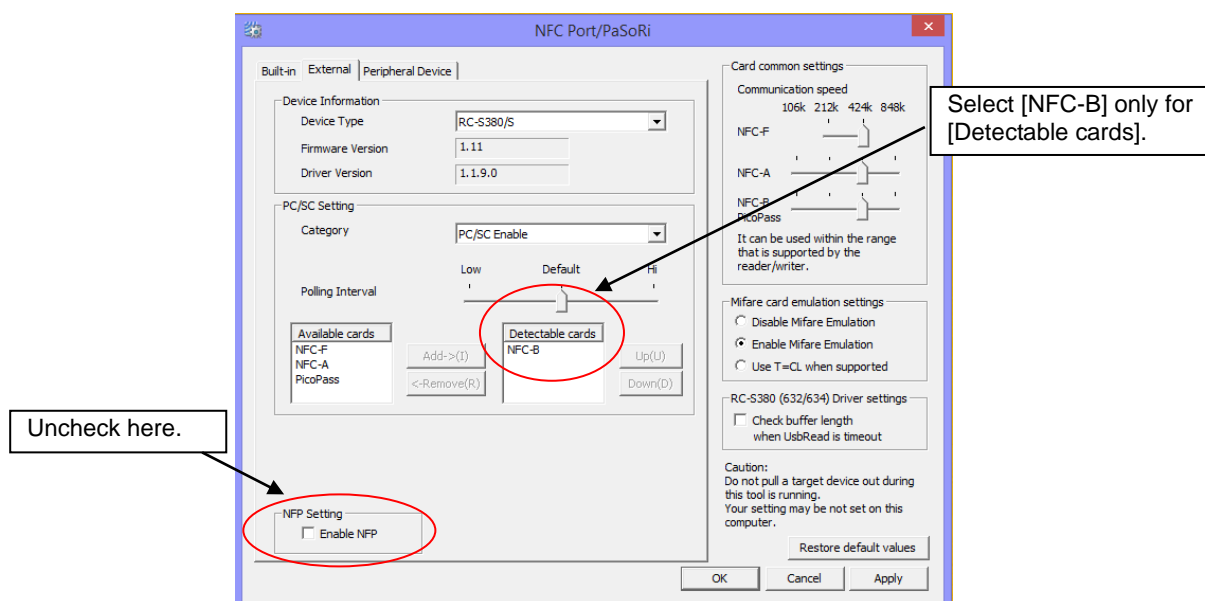 NFC Port/PaSoRi
Built-in External Peripheral Device
Device Information
Device Type RC-S380/S
Firmware Version 1.11
Driver Version 1.1.9.0
PC/SC Setting
Category PC/SC Enable
Low Default Hi
Polling Interval
Available cards
NFC-F
NFC-A
PicoPass
Add->(I)
<-Remove(R)
Detectable cards
NFC-B
Up(U)
Down(D)
NFP Setting
Enable NFP
Card common settings
Communication speed
106k 212k 424k 848k
NFC-F
NFC-A
NFC-B
PicoPass
It can be used within the range
that is supported by the
reader/writer.
Mifare card emulation settings
Disable Mifare Emulation
Enable Mifare Emulation
Use T=CL when supported
RC-S380 (632/634) Driver settings
Check buffer length
when UsbRead is timeout
Caution:
Do not pull a target device out during
this tool is running.
Your setting may be not set on this
computer.
Restore default values
OK Cancel Apply
Select [NFC-B] only for
[Detectable cards].
Uncheck here.